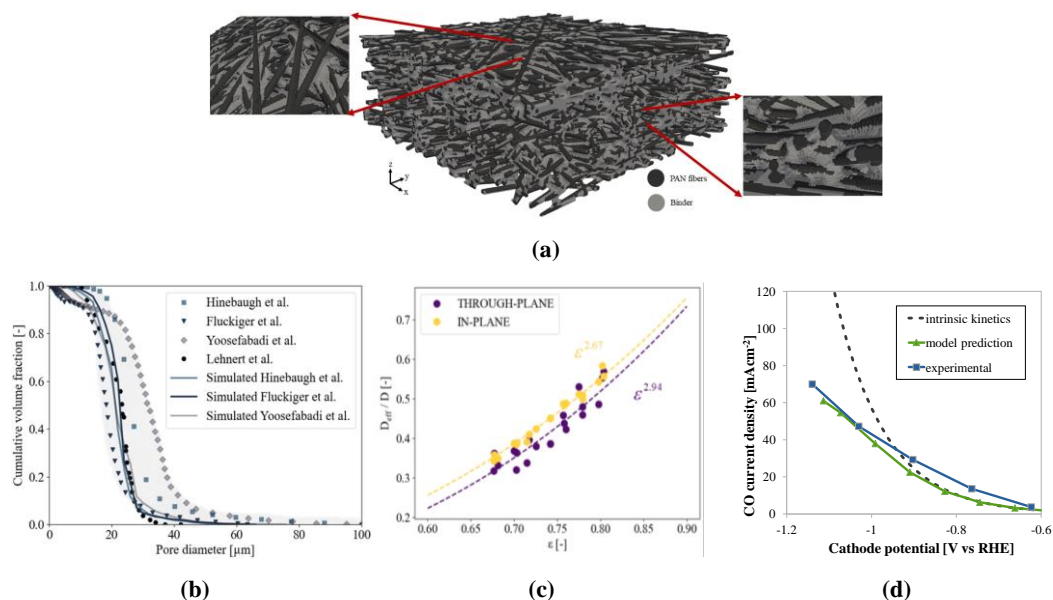 z
y
x
PAN fibers
Binder
(a)
Cumulative volume fraction [-]
1.0
0.8
0.6
0.4
0.2
0.0
0
20
40
60
80
100
Pore diameter [µm]
Hinebaugh et al.
Fluckiger et al.
Yoosefabadi et al.
Lehnert et al.
Simulated Hinebaugh et al.
Simulated Fluckiger et al.
Simulated Yoosefabadi et al.
(b)
D_eff / D [-]
0.7
0.6
0.5
0.4
0.3
0.2
0.60
0.65
0.70
0.75
0.80
0.85
0.90
ε [-]
THROUGH-PLANE
IN-PLANE
ε^2.67
ε^2.94
(c)
CO current density [mAcm⁻²]
120
100
80
60
40
20
0
-1.2
-1
-0.8
-0.6
Cathode potential [V vs RHE]
intrinsic kinetics
model prediction
experimental
(d)